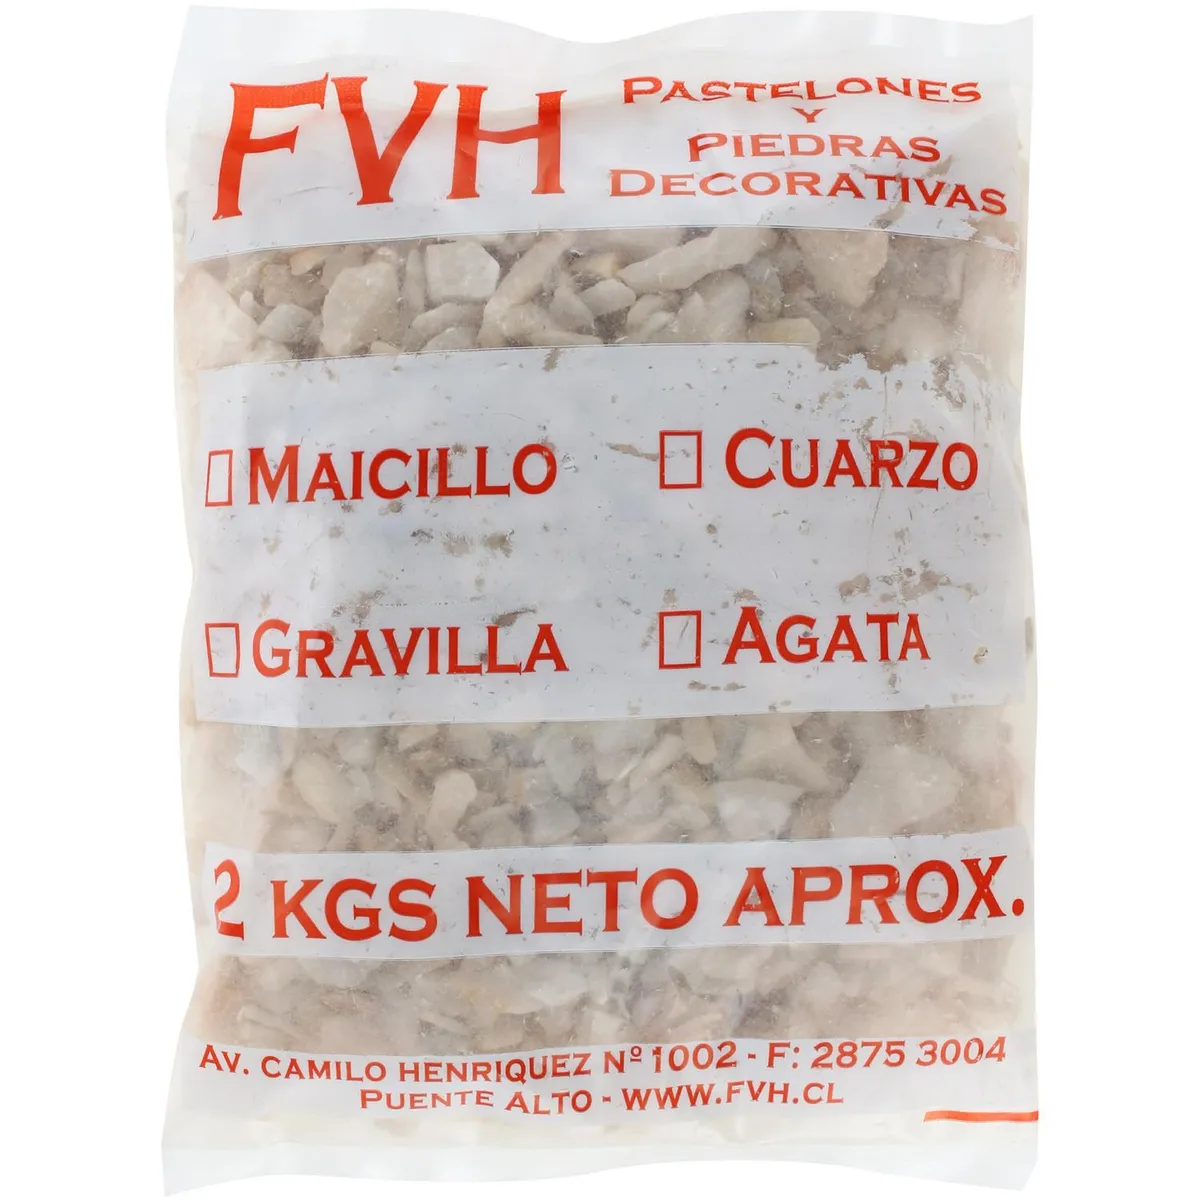 FVH
PASTELONES
Y
PIEDRAS
DECORATIVAS
MAICILLO
CUARZO
GRAVILLA
AGATA
2 KGS NETO APROX.
AV. CAMILO HENRIQUEZ Nº 1002 - F: 2875 3004
PUENTE ALTO - WWW.FVH.CL